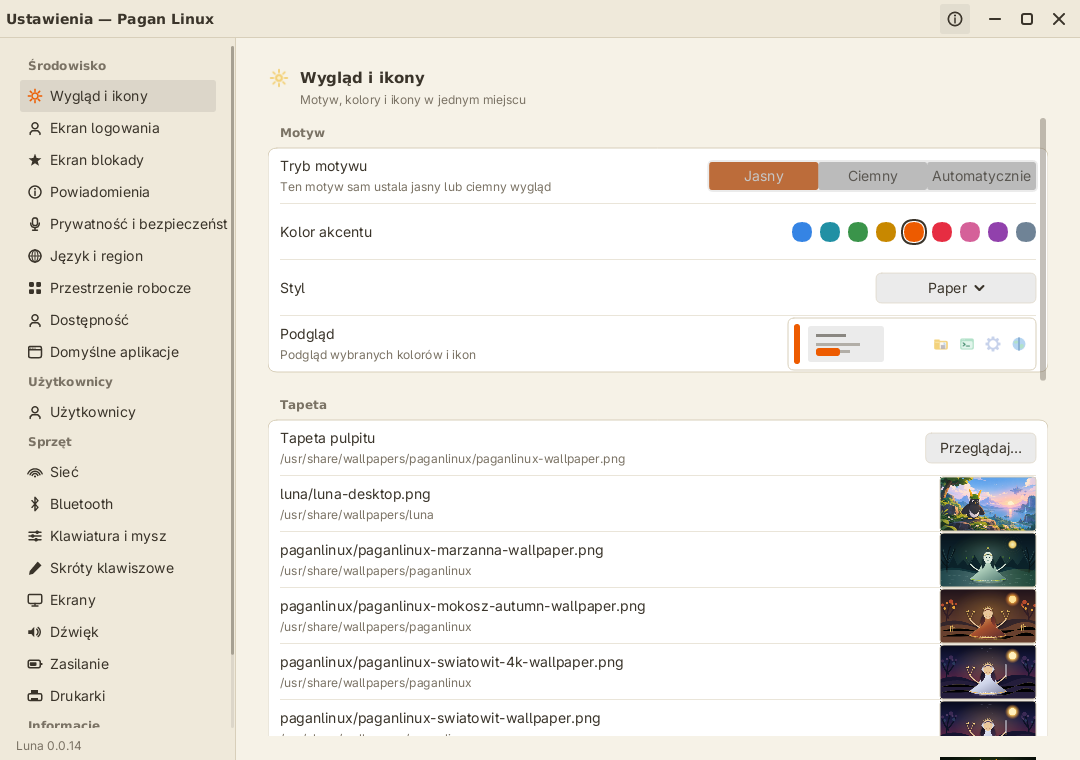 Ustawienia — Pagan Linux
Środowisko
Wygląd i ikony
Ekran logowania
Ekran blokady
Powiadomienia
Prywatność i bezpieczeńst
Język i region
Przestrzenie robocze
Dostępność
Domyślne aplikacje
Użytkownicy
Użytkownicy
Sprzęt
Sieć
Bluetooth
Klawiatura i mysz
Skróty klawiszowe
Ekrany
Dźwięk
Zasilanie
Drukarki
Informacje
Luna 0.0.14
Wygląd i ikony
Motyw, kolory i ikony w jednym miejscu
Motyw
Tryb motywu
Ten motyw sam ustala jasny lub ciemny wygląd
Jasny Ciemny Automatycznie
Kolor akcentu
Styl
Paper
Podgląd
Podgląd wybranych kolorów i ikon
Tapeta
Tapeta pulpitu
/usr/share/wallpapers/paganlinux/paganlinux-wallpaper.png
Przeglądaj...
luna/luna-desktop.png
/usr/share/wallpapers/luna
paganlinux/paganlinux-marzanna-wallpaper.png
/usr/share/wallpapers/paganlinux
paganlinux/paganlinux-mokosz-autumn-wallpaper.png
/usr/share/wallpapers/paganlinux
paganlinux/paganlinux-swiatowit-4k-wallpaper.png
/usr/share/wallpapers/paganlinux
paganlinux/paganlinux-swiatowit-wallpaper.png